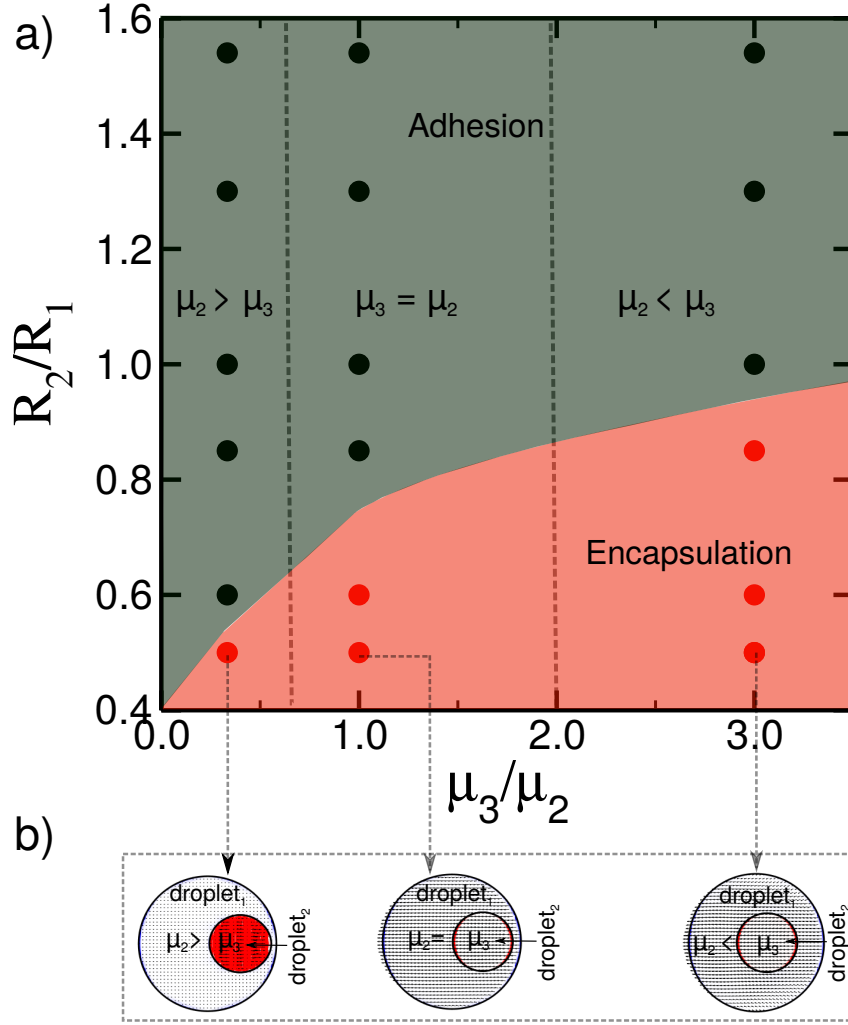 a)
1.6
1.4
1.2
1.0
0.8
0.6
0.4
R₂/R₁
Adhesion
μ₂ > μ₃
μ₃ = μ₂
μ₂ < μ₃
Encapsulation
0.0
1.0
2.0
3.0
μ₃/μ₂
b)
droplet₁
μ₂> μ₃
droplet₂
droplet₁
μ₂= μ₃
droplet₂
droplet₁
μ₂< μ₃
droplet₂